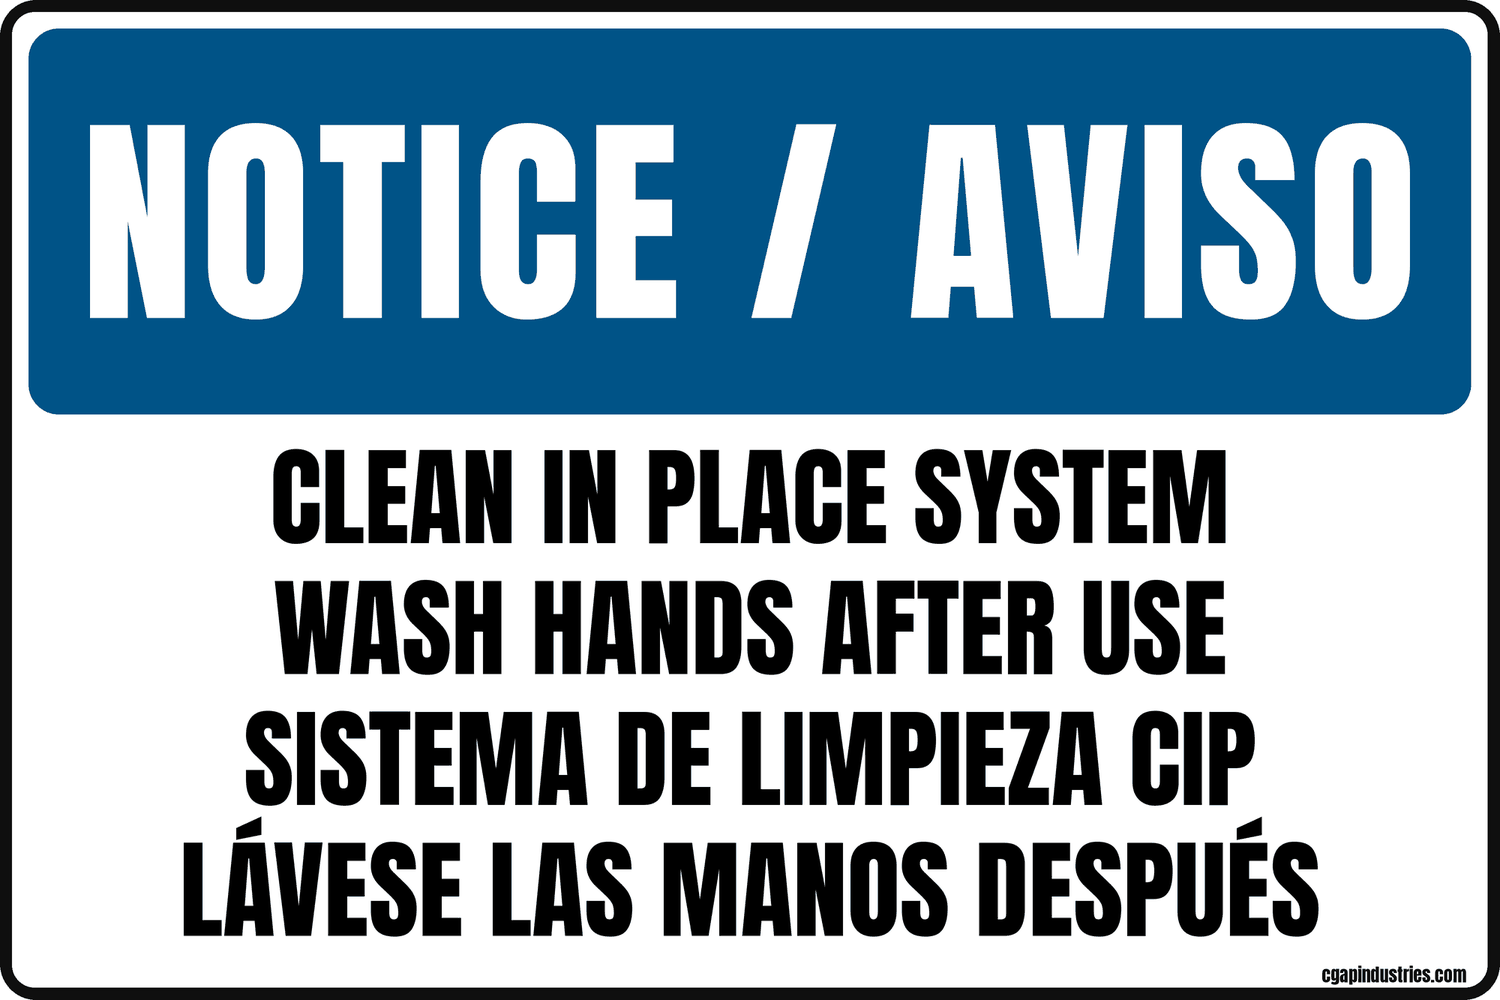 NOTICE / AVISO
CLEAN IN PLACE SYSTEM
WASH HANDS AFTER USE
SISTEMA DE LIMPIEZA CIP
LÁVESE LAS MANOS DESPUÉS
cgapindustries.com